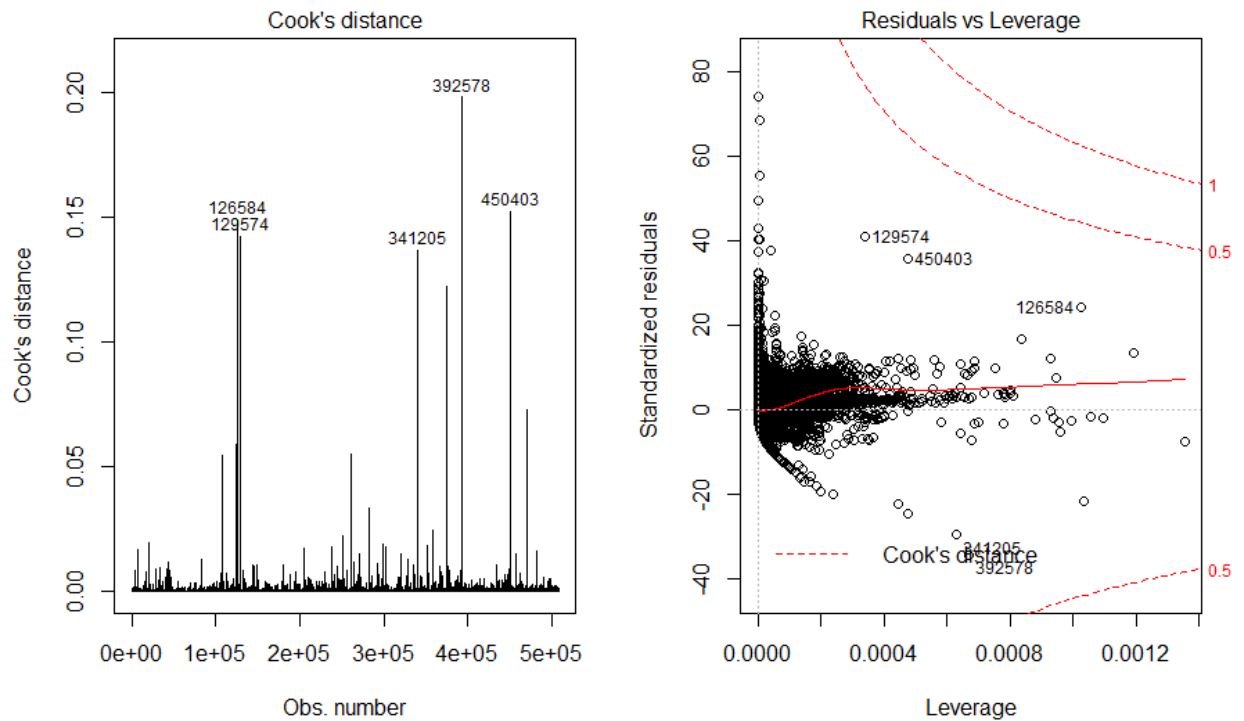 Cook's distance
Cook's distance
0.00
0.05
0.10
0.15
0.20
392578
450403
126584
129574
341205
0e+00 1e+05 2e+05 3e+05 4e+05 5e+05
Obs. number
Residuals vs Leverage
Standardized residuals
-40
-20
0
20
40
60
80
1
0.5
129574
450403
126584
341205
Cook's distance
392578
0.5
0.0000 0.0004 0.0008 0.0012
Leverage